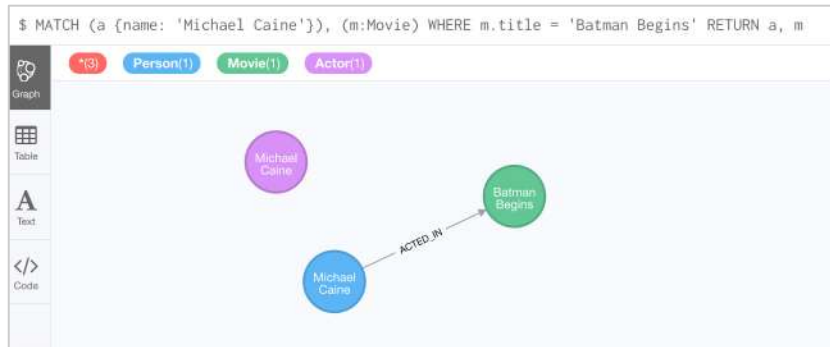 $ MATCH (a {name: 'Michael Caine'}), (m:Movie) WHERE m.title = 'Batman Begins' RETURN a, m
*(3) Person(1) Movie(1) Actor(1)
Graph
Table
A
Text
</>
Code
Michael
Caine
Batman
Begins
ACTED_IN
Michael
Caine